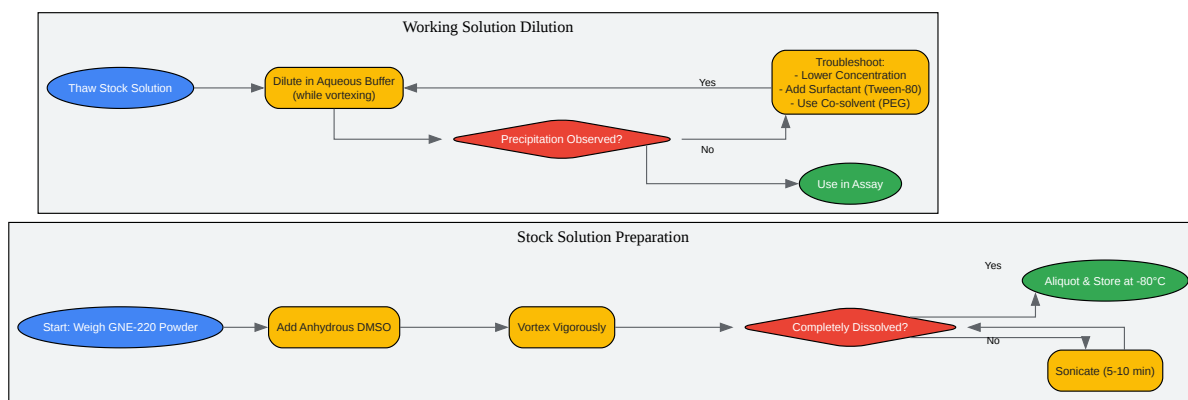 Working Solution Dilution
Thaw Stock Solution
Dilute in Aqueous Buffer
(while vortexing)
Yes
Troubleshoot:
- Lower Concentration
- Add Surfactant (Tween-80)
- Use Co-solvent (PEG)
Precipitation Observed?
No
Use in Assay
Stock Solution Preparation
Start: Weigh GNE-220 Powder
Add Anhydrous DMSO
Vortex Vigorously
Completely Dissolved?
Yes
Aliquot & Store at -80°C
No
Sonicate (5-10 min)